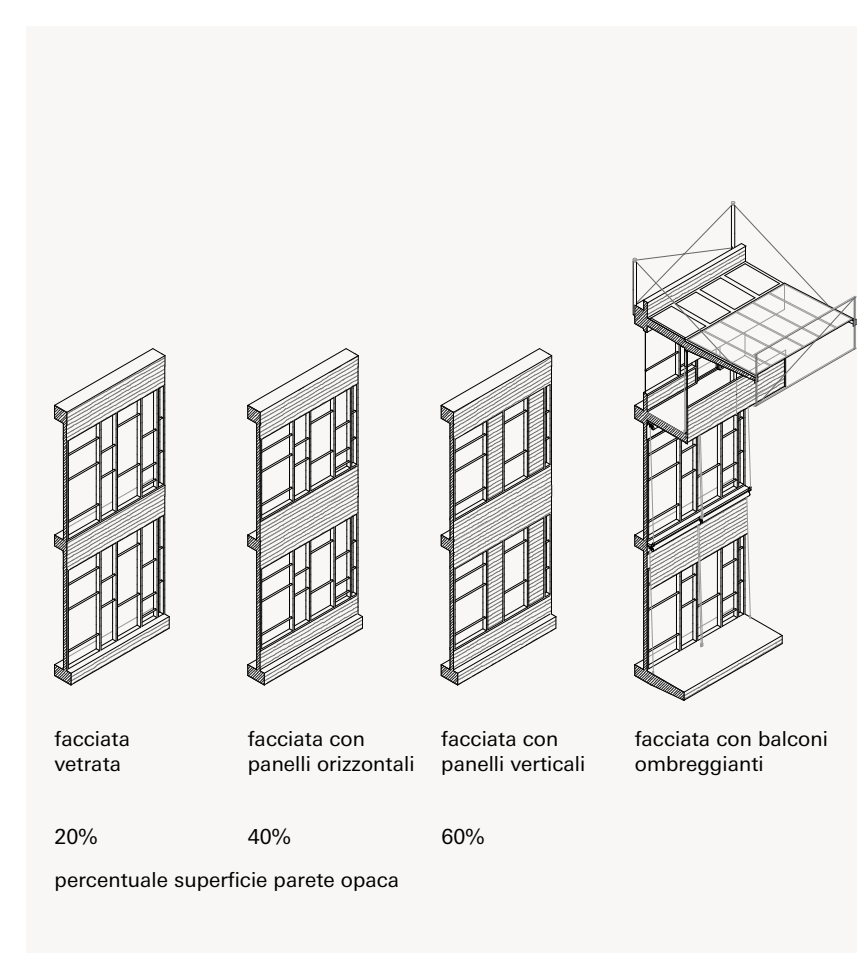 facciata
vetrata
facciata con
panelli orizzontali
facciata con
panelli verticali
facciata con balconi
ombreggianti
20%
40%
60%
percentuale superficie parete opaca